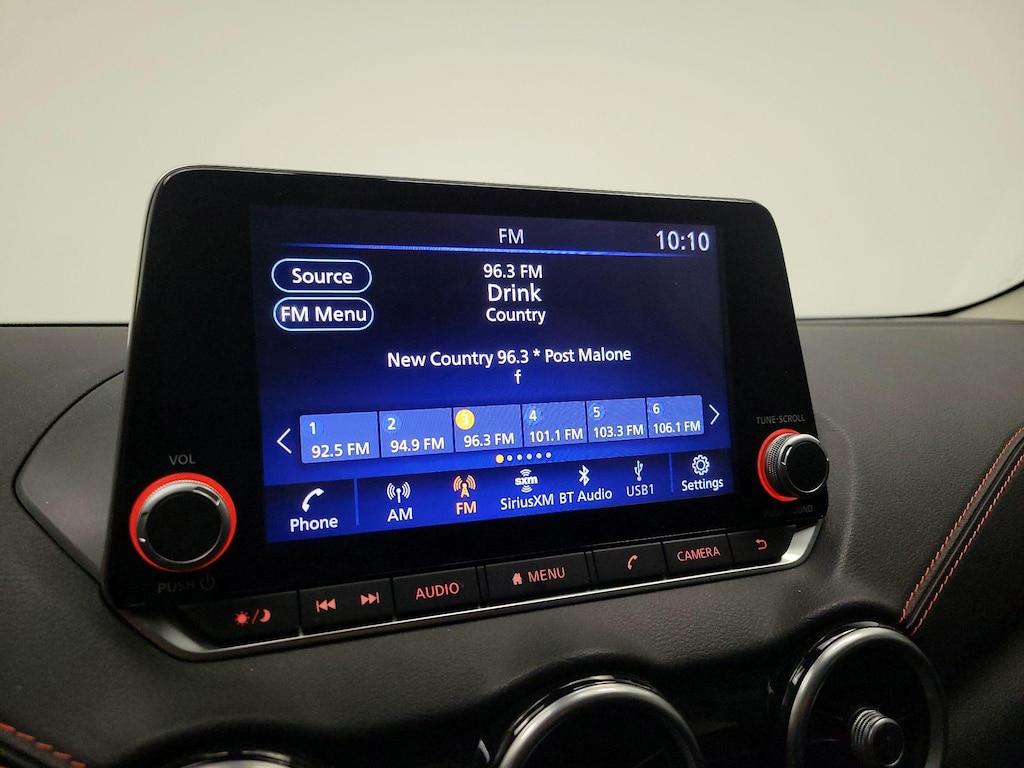 FM
10:10
Source
FM Menu
96.3 FM
Drink
Country
New Country 96.3 * Post Malone
f
1 2 3 4 5 6
92.5 FM 94.9 FM 96.3 FM 101.1 FM 103.3 FM 106.1 FM
Phone AM FM SiriusXM BT Audio USB1 Settings
sxm
VOL
PUSH
TUNE·SCROLL
PUSH SOUND
AUDIO MENU CAMERA